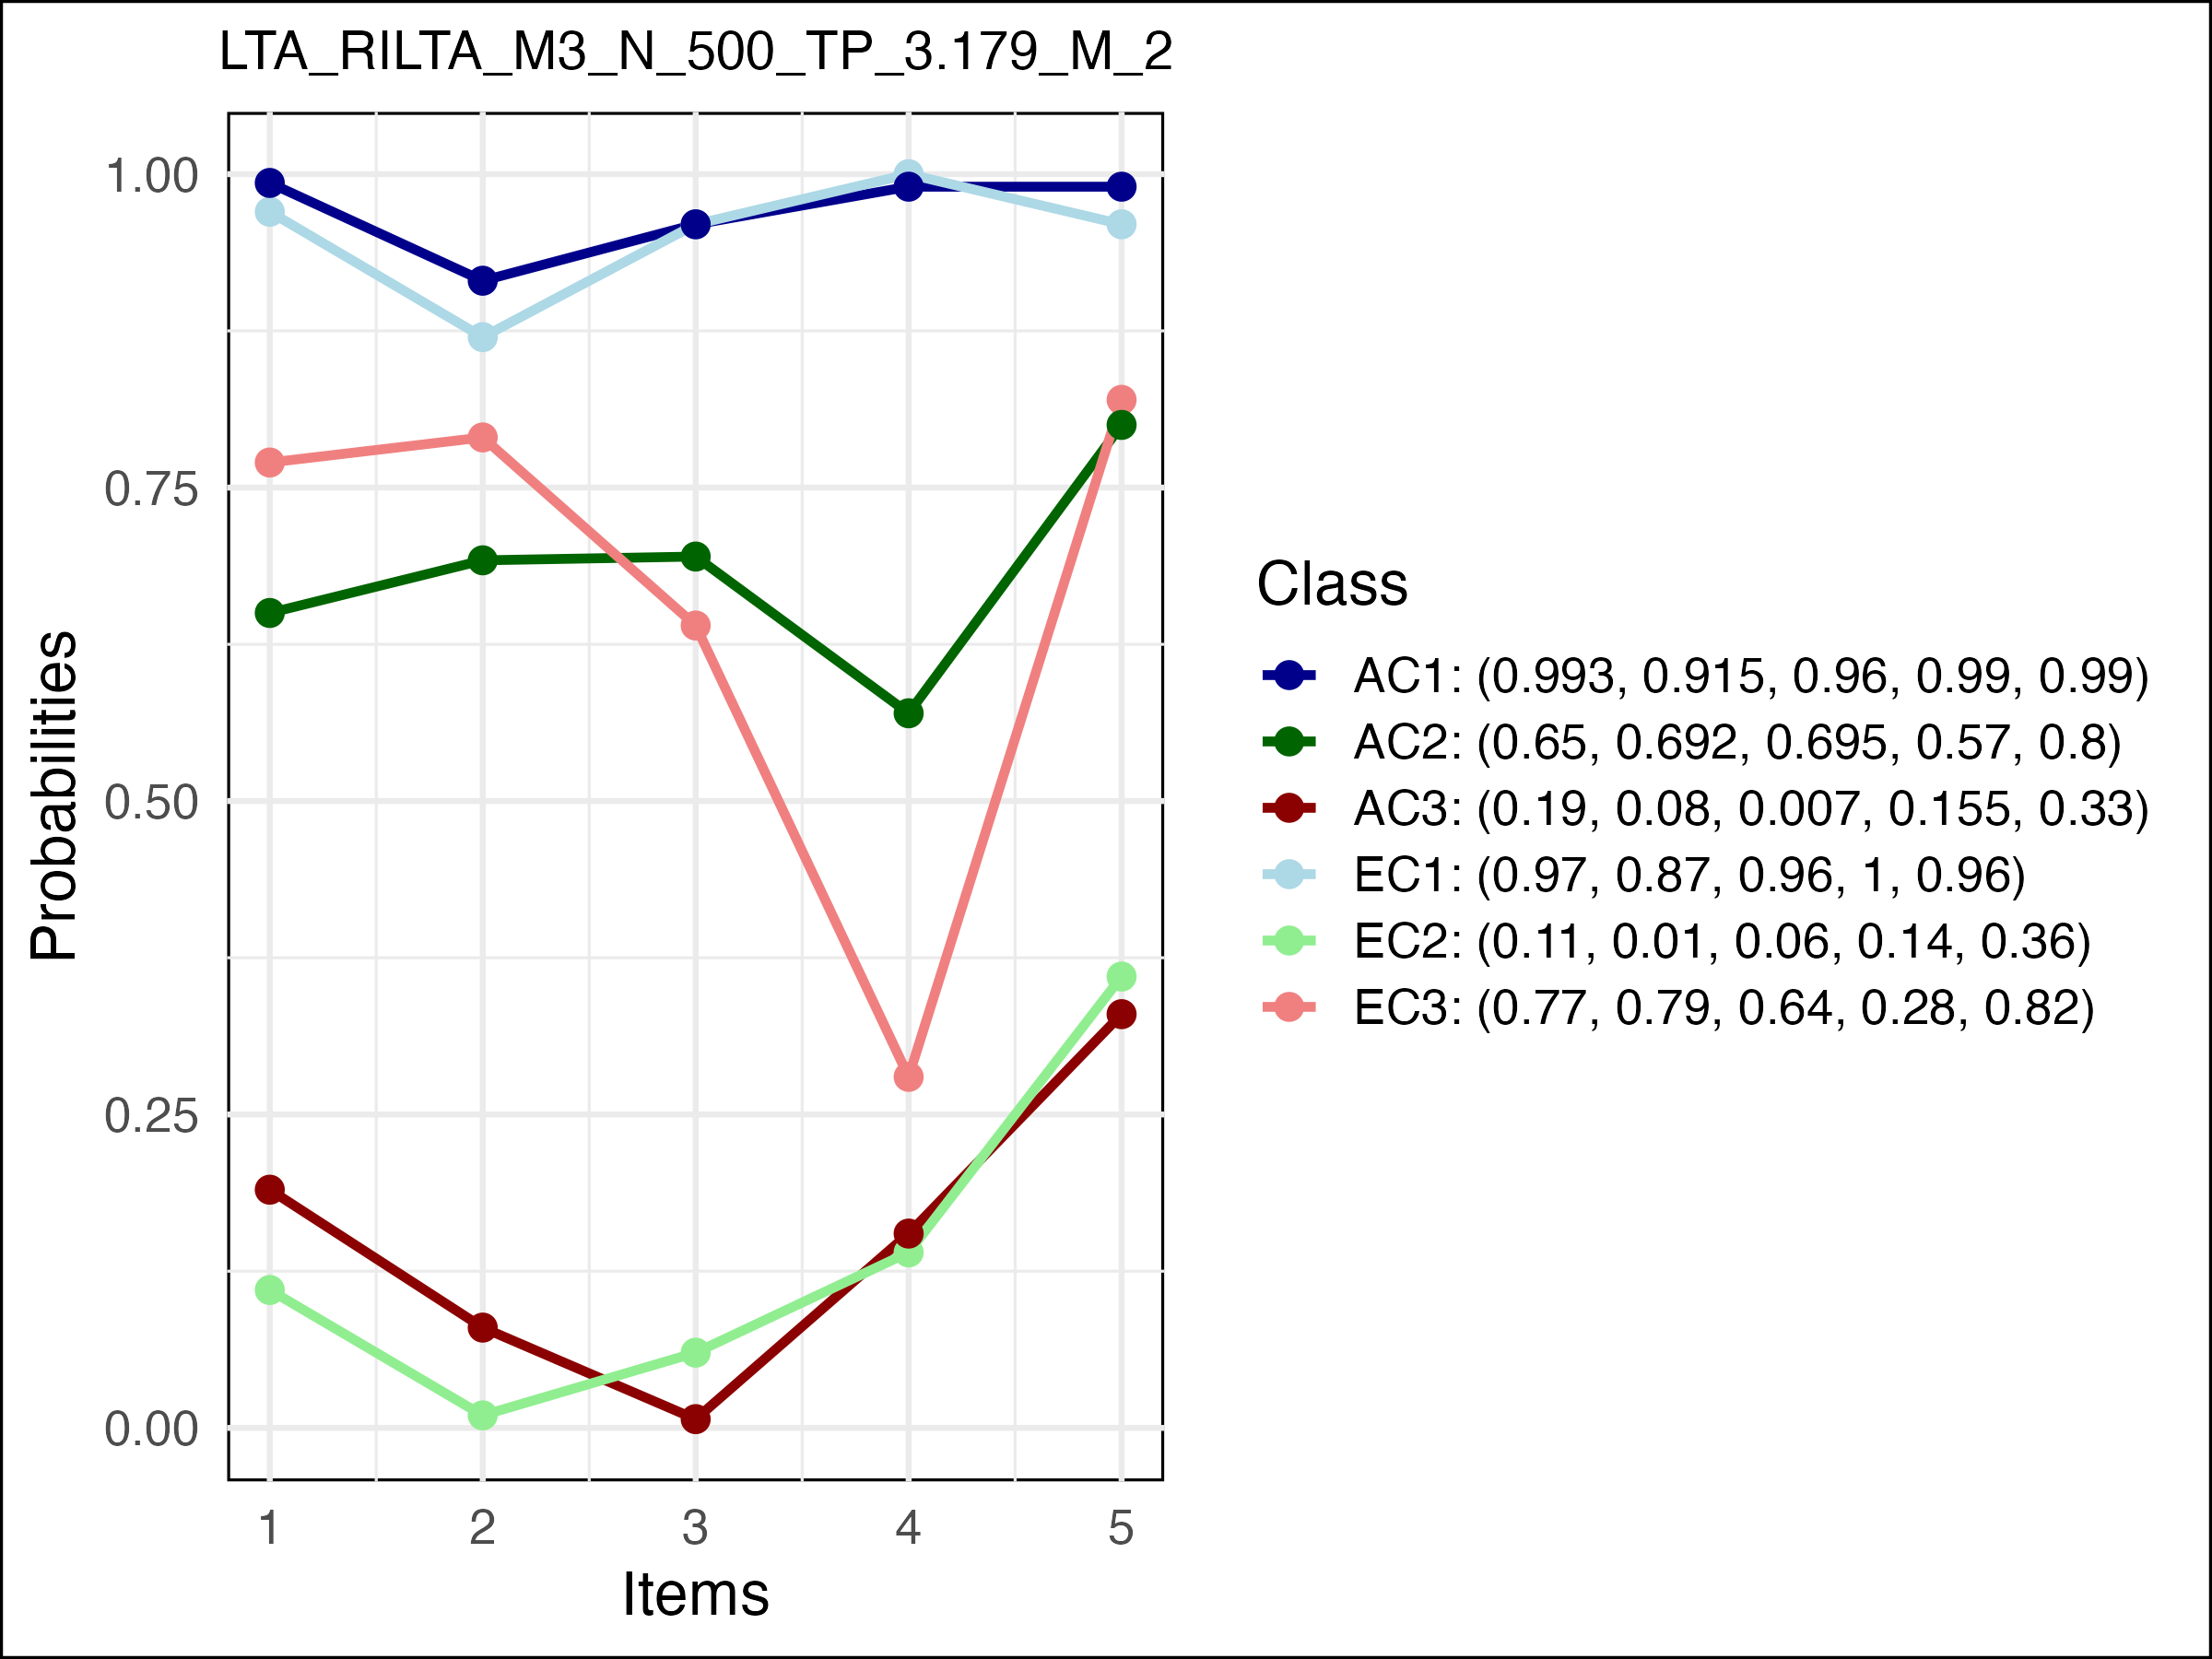 LTA_RILTA_M3_N_500_TP_3.179_M_2
1.00
0.75
0.50
0.25
0.00
Probabilities
1 2 3 4 5
Items
Class
AC1: (0.993, 0.915, 0.96, 0.99, 0.99)
AC2: (0.65, 0.692, 0.695, 0.57, 0.8)
AC3: (0.19, 0.08, 0.007, 0.155, 0.33)
EC1: (0.97, 0.87, 0.96, 1, 0.96)
EC2: (0.11, 0.01, 0.06, 0.14, 0.36)
EC3: (0.77, 0.79, 0.64, 0.28, 0.82)